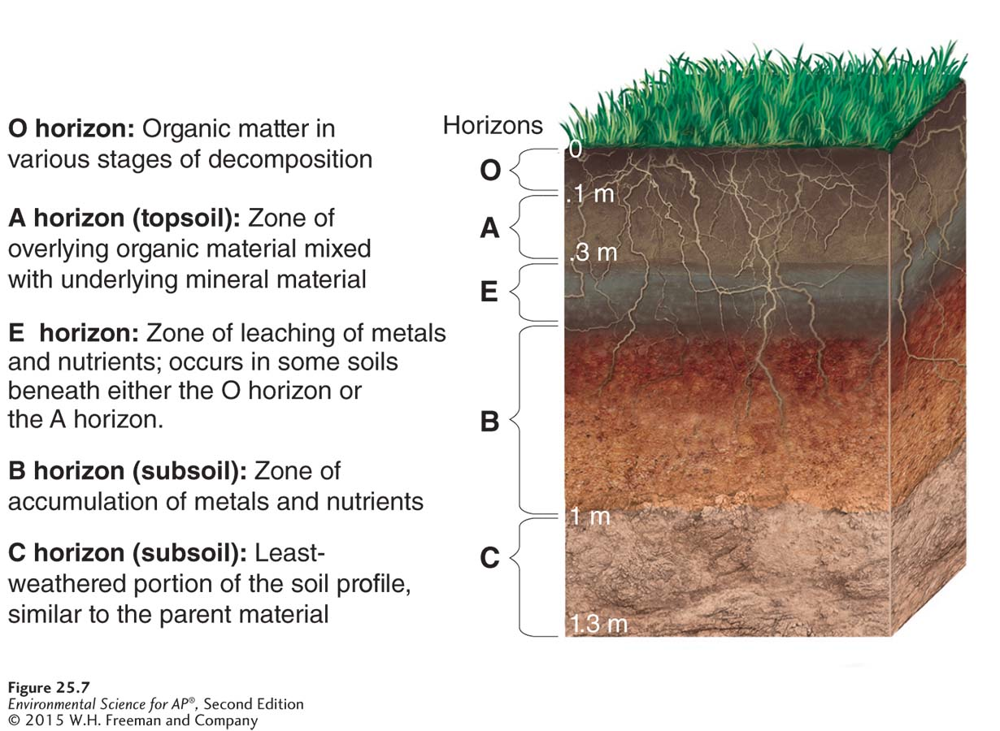 O horizon: Organic matter in
various stages of decomposition
A horizon (topsoil): Zone of
overlying organic material mixed
with underlying mineral material
E horizon: Zone of leaching of metals
and nutrients; occurs in some soils
beneath either the O horizon or
the A horizon.
B horizon (subsoil): Zone of
accumulation of metals and nutrients
C horizon (subsoil): Least-
weathered portion of the soil profile,
similar to the parent material
Horizons
0
O
.1 m
A
.3 m
E
B
1 m
C
1.3 m
Figure 25.7
Environmental Science for AP®, Second Edition
© 2015 W.H. Freeman and Company